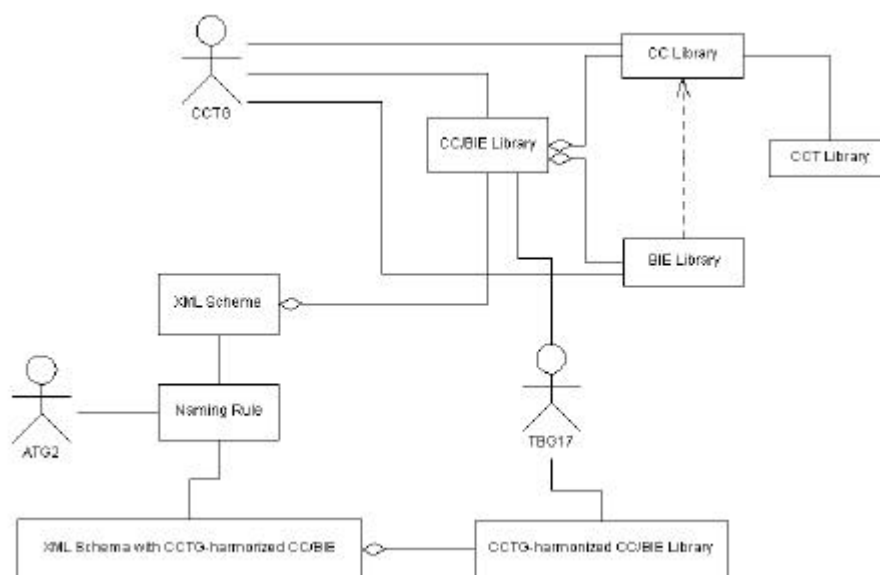 CC Library
CCTG
CC/BIE Library
CCT Library
BIE Library
XML Scheme
Naming Rule
ATG2
TBG17
XML Schema with CCTG-harmonized CC/BIE
CCTG-harmonized CC/BIE Library